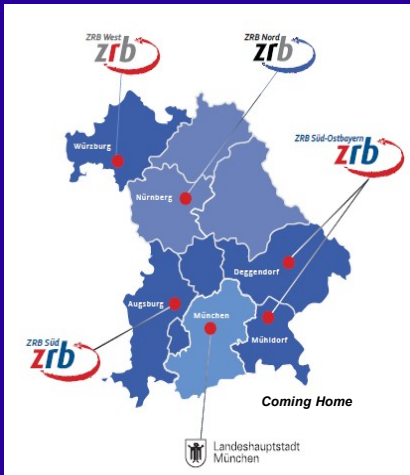 ZRB West
zrb
ZRB Nord
zrb
ZRB Süd-Ostbayern
zrb
Würzburg
Nürnberg
Deggendorf
Augsburg
München
Mühldorf
ZRB Süd
zrb
Coming Home
Landeshauptstadt
München